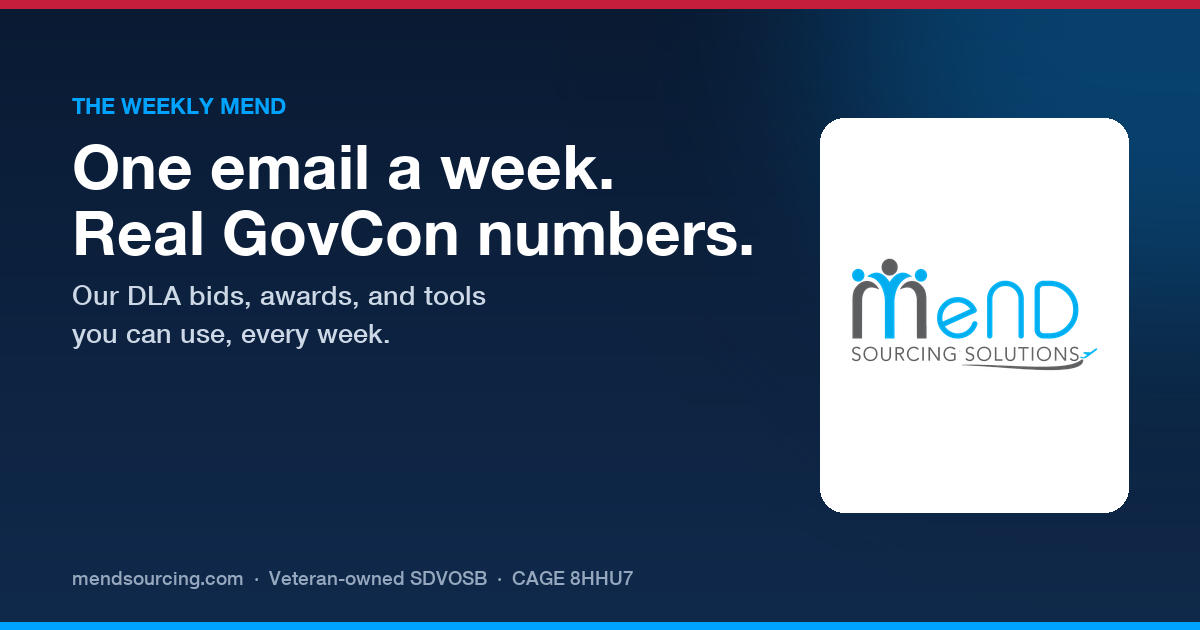 THE WEEKLY MEND
One email a week.
Real GovCon numbers.
Our DLA bids, awards, and tools
you can use, every week.
meND
SOURCING SOLUTIONS
mendsourcing.com · Veteran-owned SDVOSB · CAGE 8HHU7